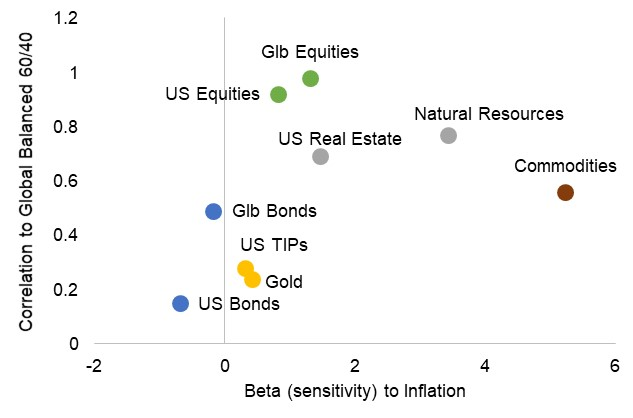 1.2
Glb Equities
1
US Equities
0.8
Natural Resources
US Real Estate
Commodities
0.6
Glb Bonds
0.4
US TIPs
Gold
0.2
US Bonds
0
-2 0 2 4 6
Beta (sensitivity) to Inflation
Correlation to Global Balanced 60/40